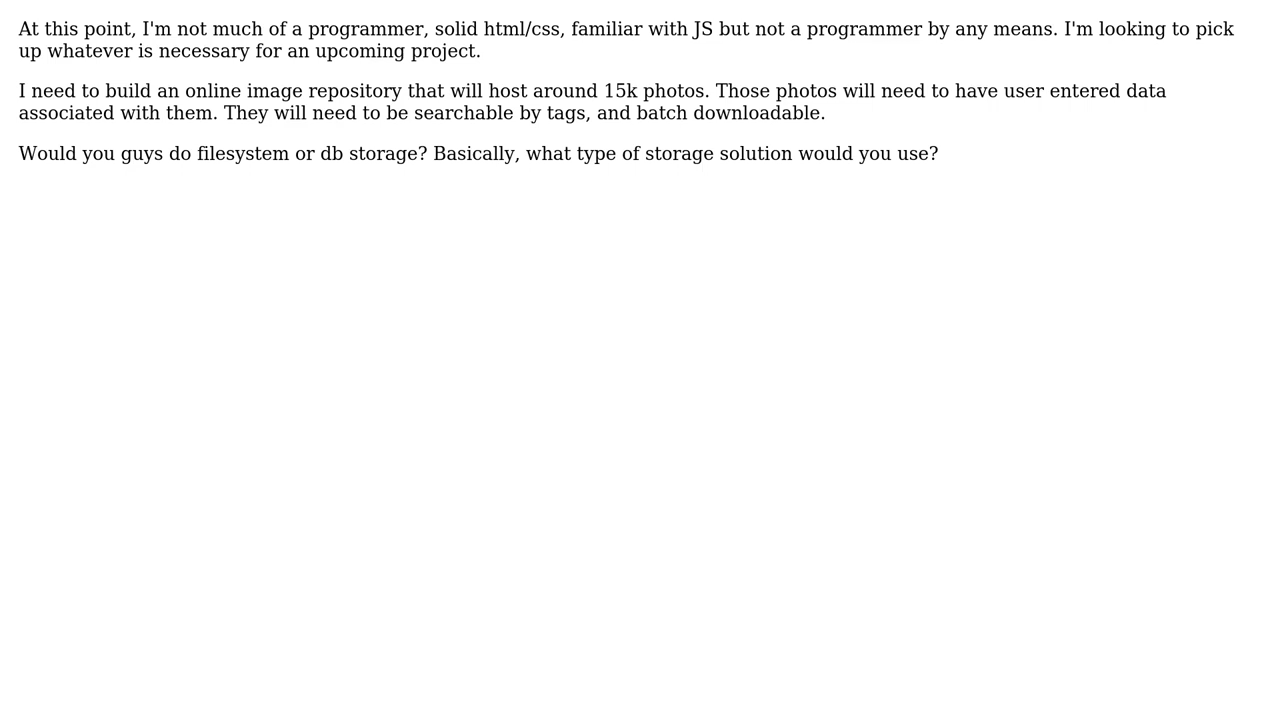 At this point, I'm not much of a programmer, solid html/css, familiar with JS but not a programmer by any means. I'm looking to pick
up whatever is necessary for an upcoming project.
I need to build an online image repository that will host around 15k photos. Those photos will need to have user entered data
associated with them. They will need to be searchable by tags, and batch downloadable.
Would you guys do filesystem or db storage? Basically, what type of storage solution would you use?